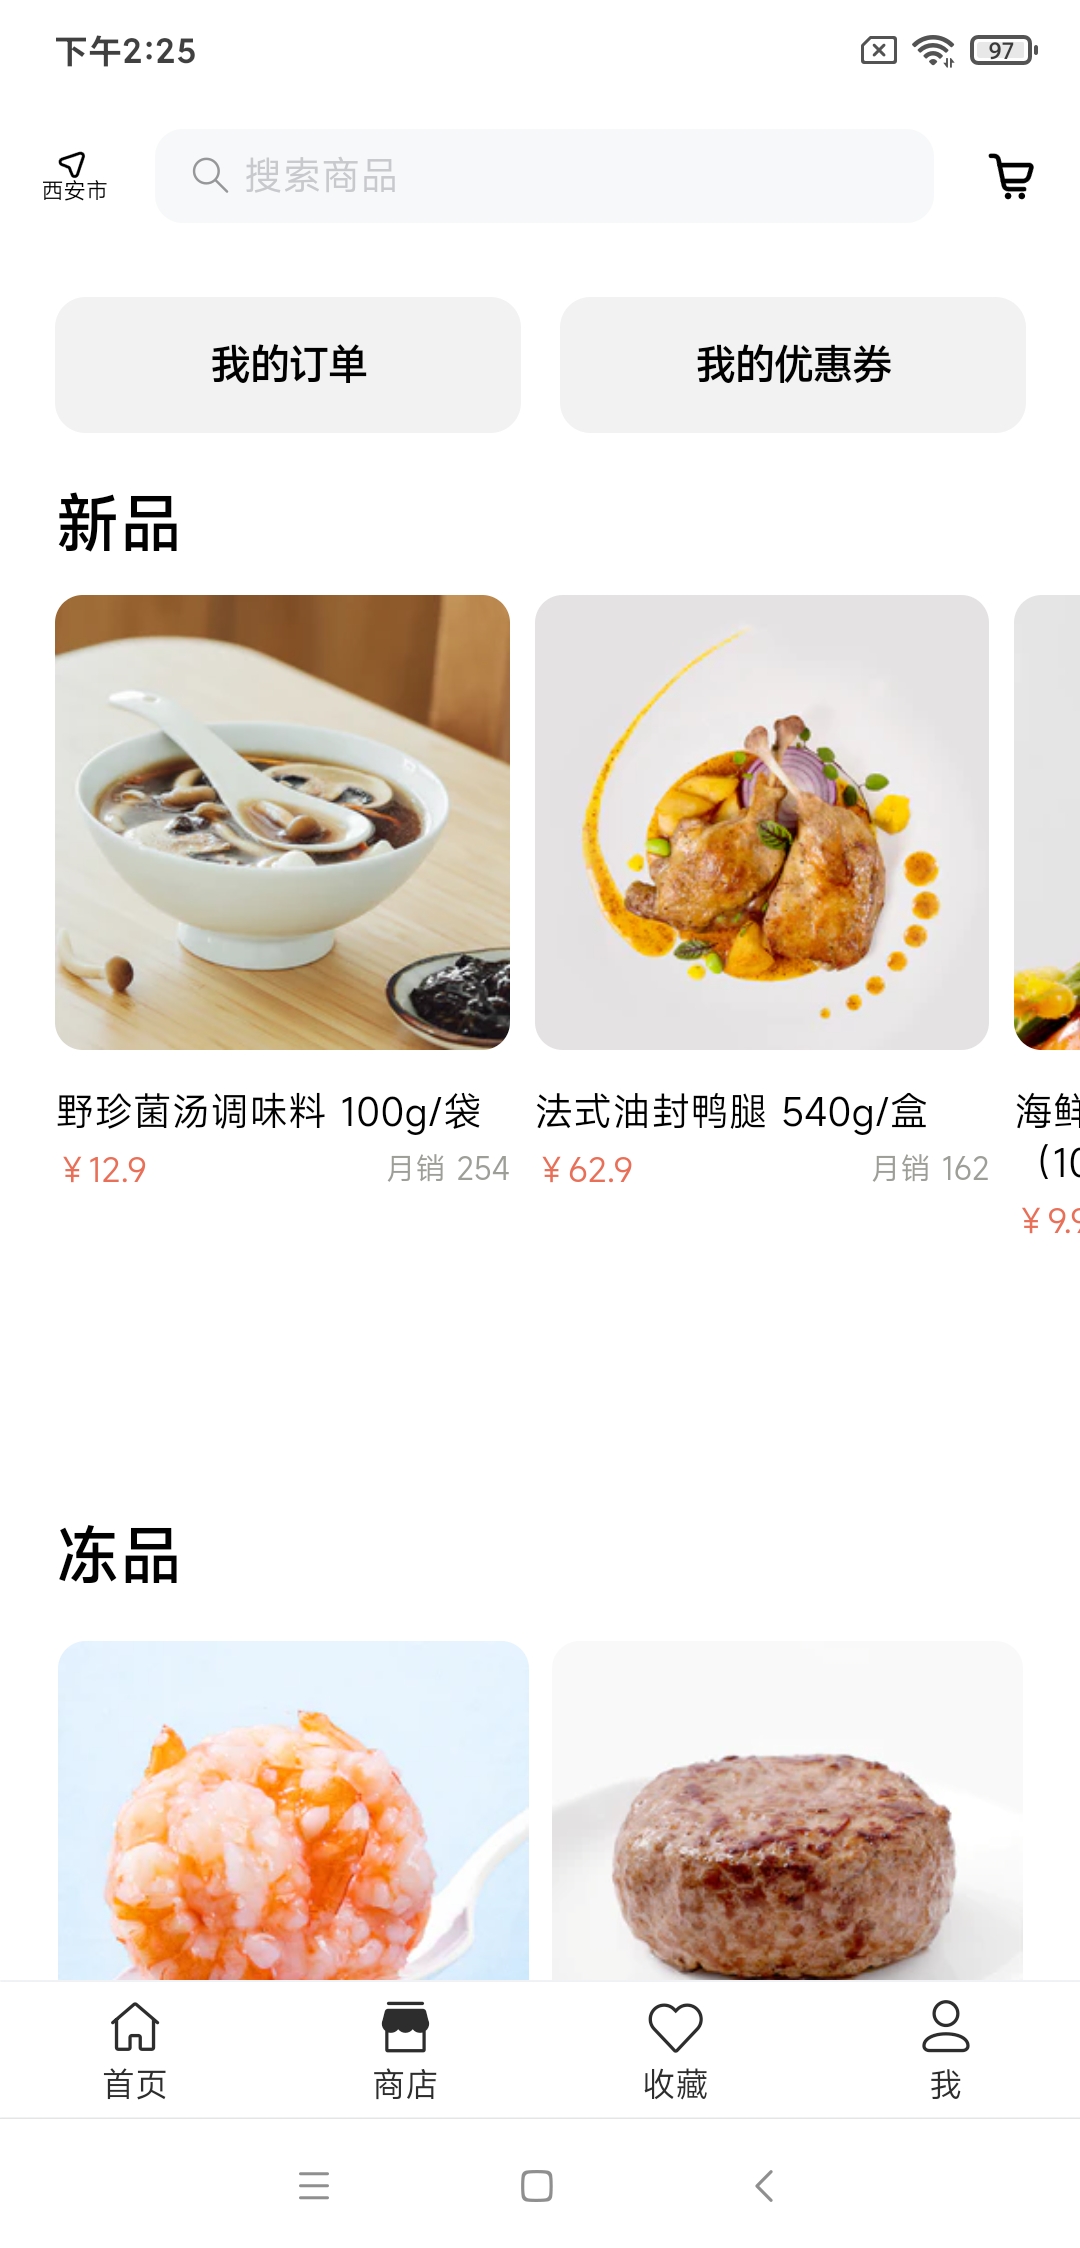 下午2:25
97
西安市
搜索商品
我的订单
我的优惠券
新品
野珍菌汤调味料 100g/袋
¥12.9
月销 254
法式油封鸭腿 540g/盒
¥62.9
月销 162
海鲜
（10
¥9.9
冻品
首页
商店
收藏
我